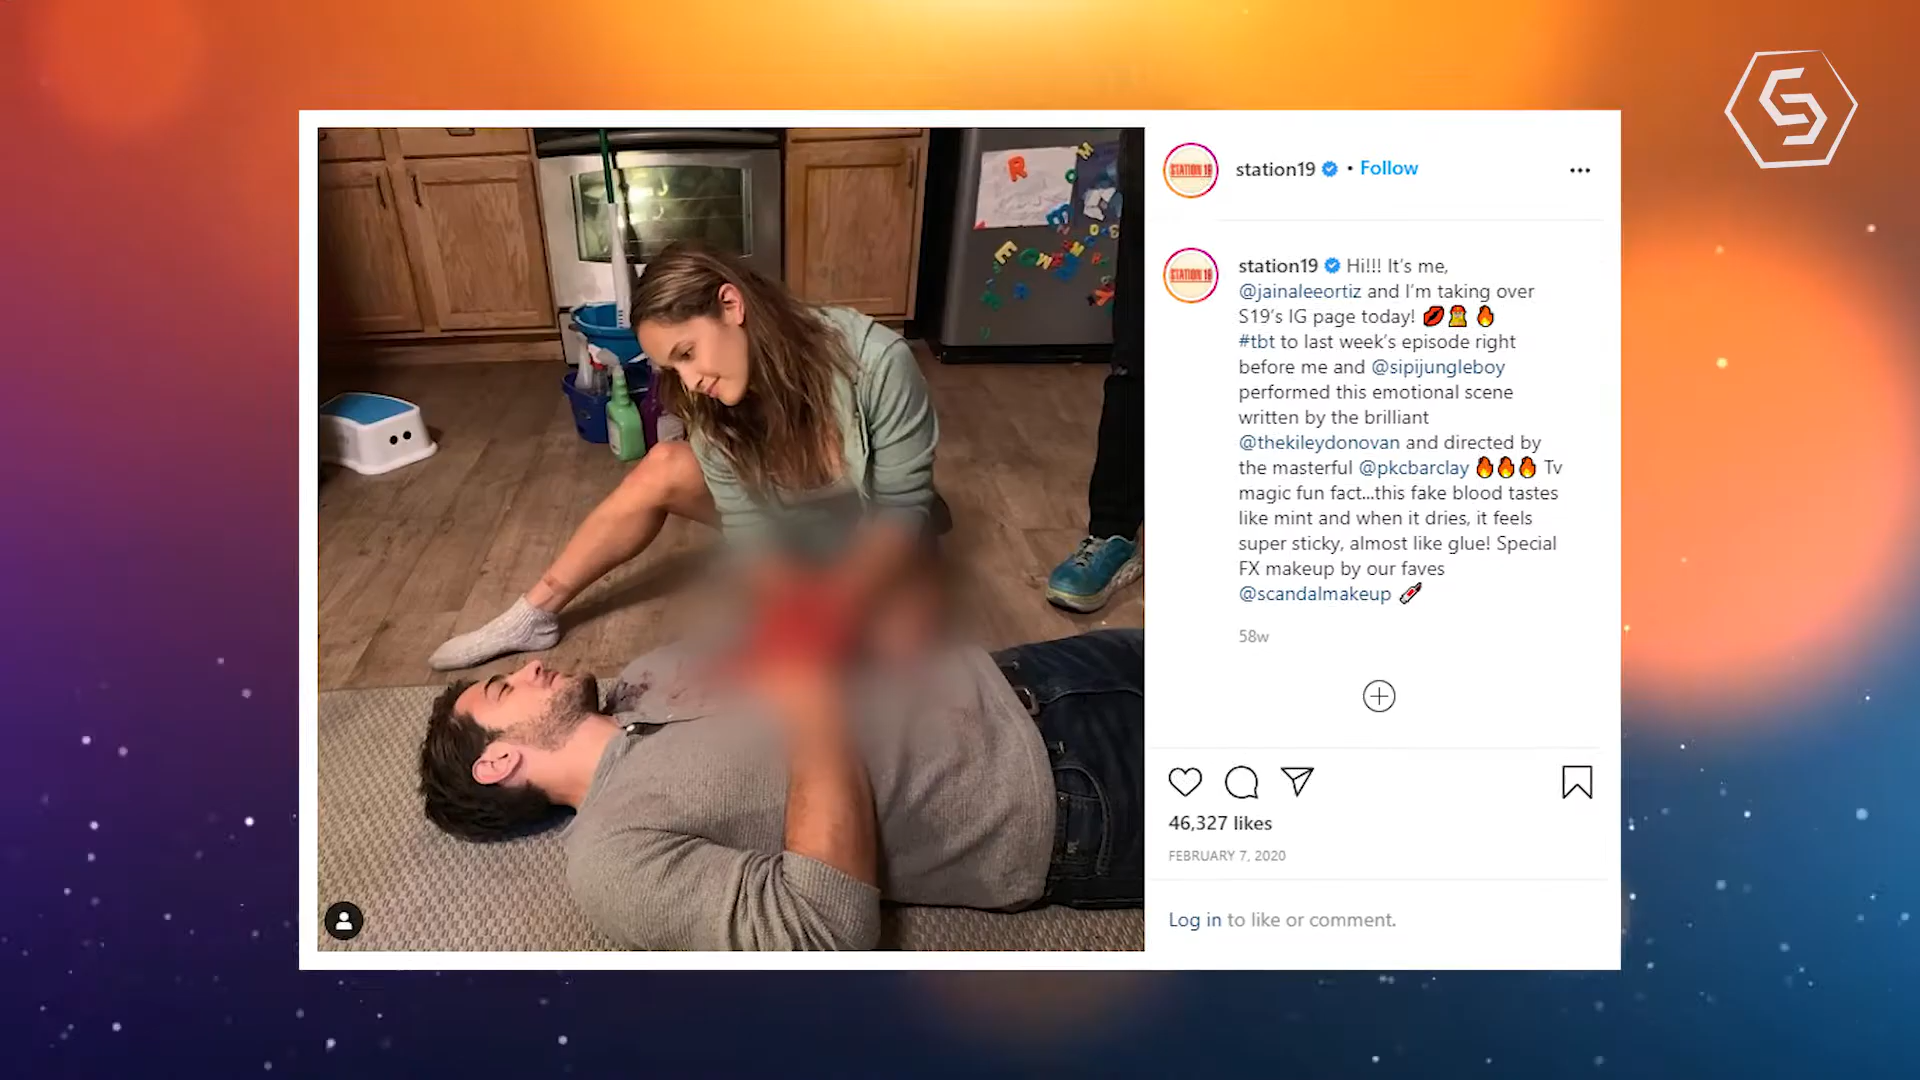 station19 • Follow
station19 Hi!!! It's me,
@jainaleeortiz and I'm taking over
S19's IG page today! 💋👩‍🚒🔥
#tbt to last week's episode right
before me and @sipijungleboy
performed this emotional scene
written by the brilliant
@thekileydonovan and directed by
the masterful @pkcbarclay 🔥🔥🔥 Tv
magic fun fact...this fake blood tastes
like mint and when it dries, it feels
super sticky, almost like glue! Special
FX makeup by our faves
@scandalmakeup 💉
58w
46,327 likes
FEBRUARY 7, 2020
Log in to like or comment.
STATION 19
STATION 19